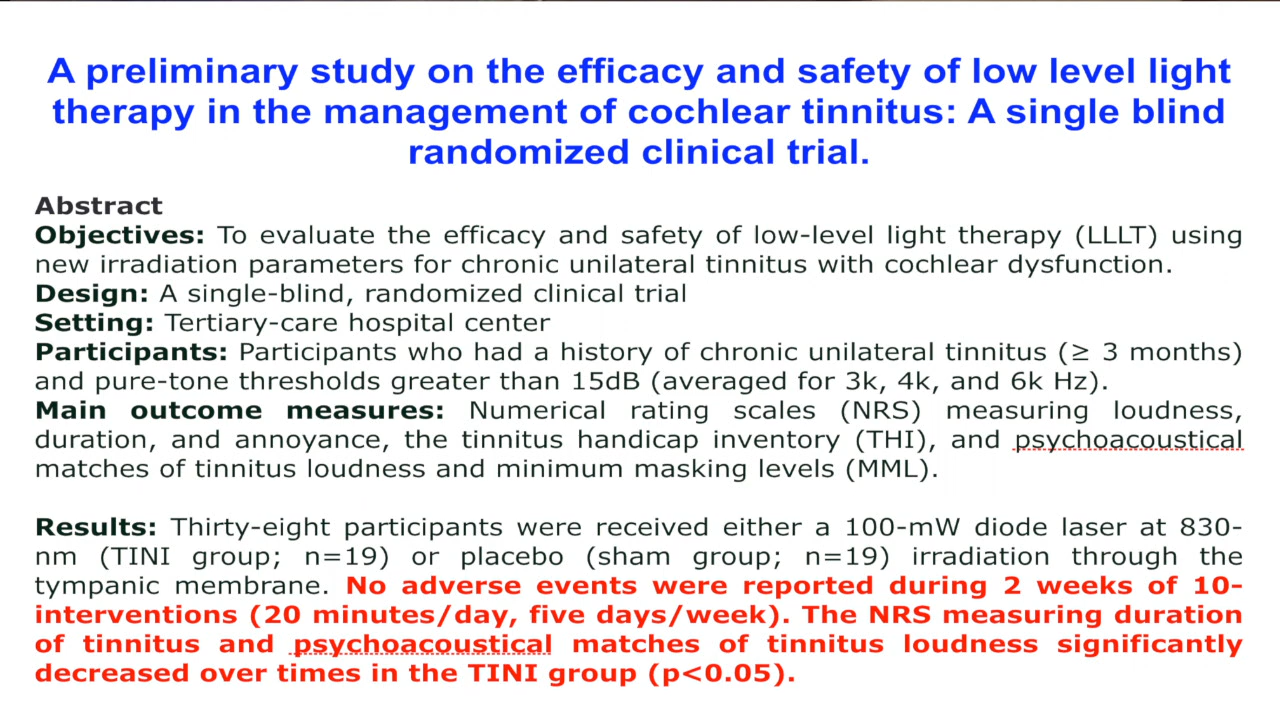 A preliminary study on the efficacy and safety of low level light
therapy in the management of cochlear tinnitus: A single blind
randomized clinical trial.
Abstract
Objectives: To evaluate the efficacy and safety of low-level light therapy (LLLT) using
new irradiation parameters for chronic unilateral tinnitus with cochlear dysfunction.
Design: A single-blind, randomized clinical trial
Setting: Tertiary-care hospital center
Participants: Participants who had a history of chronic unilateral tinnitus (≥ 3 months)
and pure-tone thresholds greater than 15dB (averaged for 3k, 4k, and 6k Hz).
Main outcome measures: Numerical rating scales (NRS) measuring loudness,
duration, and annoyance, the tinnitus handicap inventory (THI), and psychoacoustical
matches of tinnitus loudness and minimum masking levels (MML).
Results: Thirty-eight participants were received either a 100-mW diode laser at 830-
nm (TINI group; n=19) or placebo (sham group; n=19) irradiation through the
tympanic membrane. No adverse events were reported during 2 weeks of 10-
interventions (20 minutes/day, five days/week). The NRS measuring duration
of tinnitus and psychoacoustical matches of tinnitus loudness significantly
decreased over times in the TINI group (p<0.05).